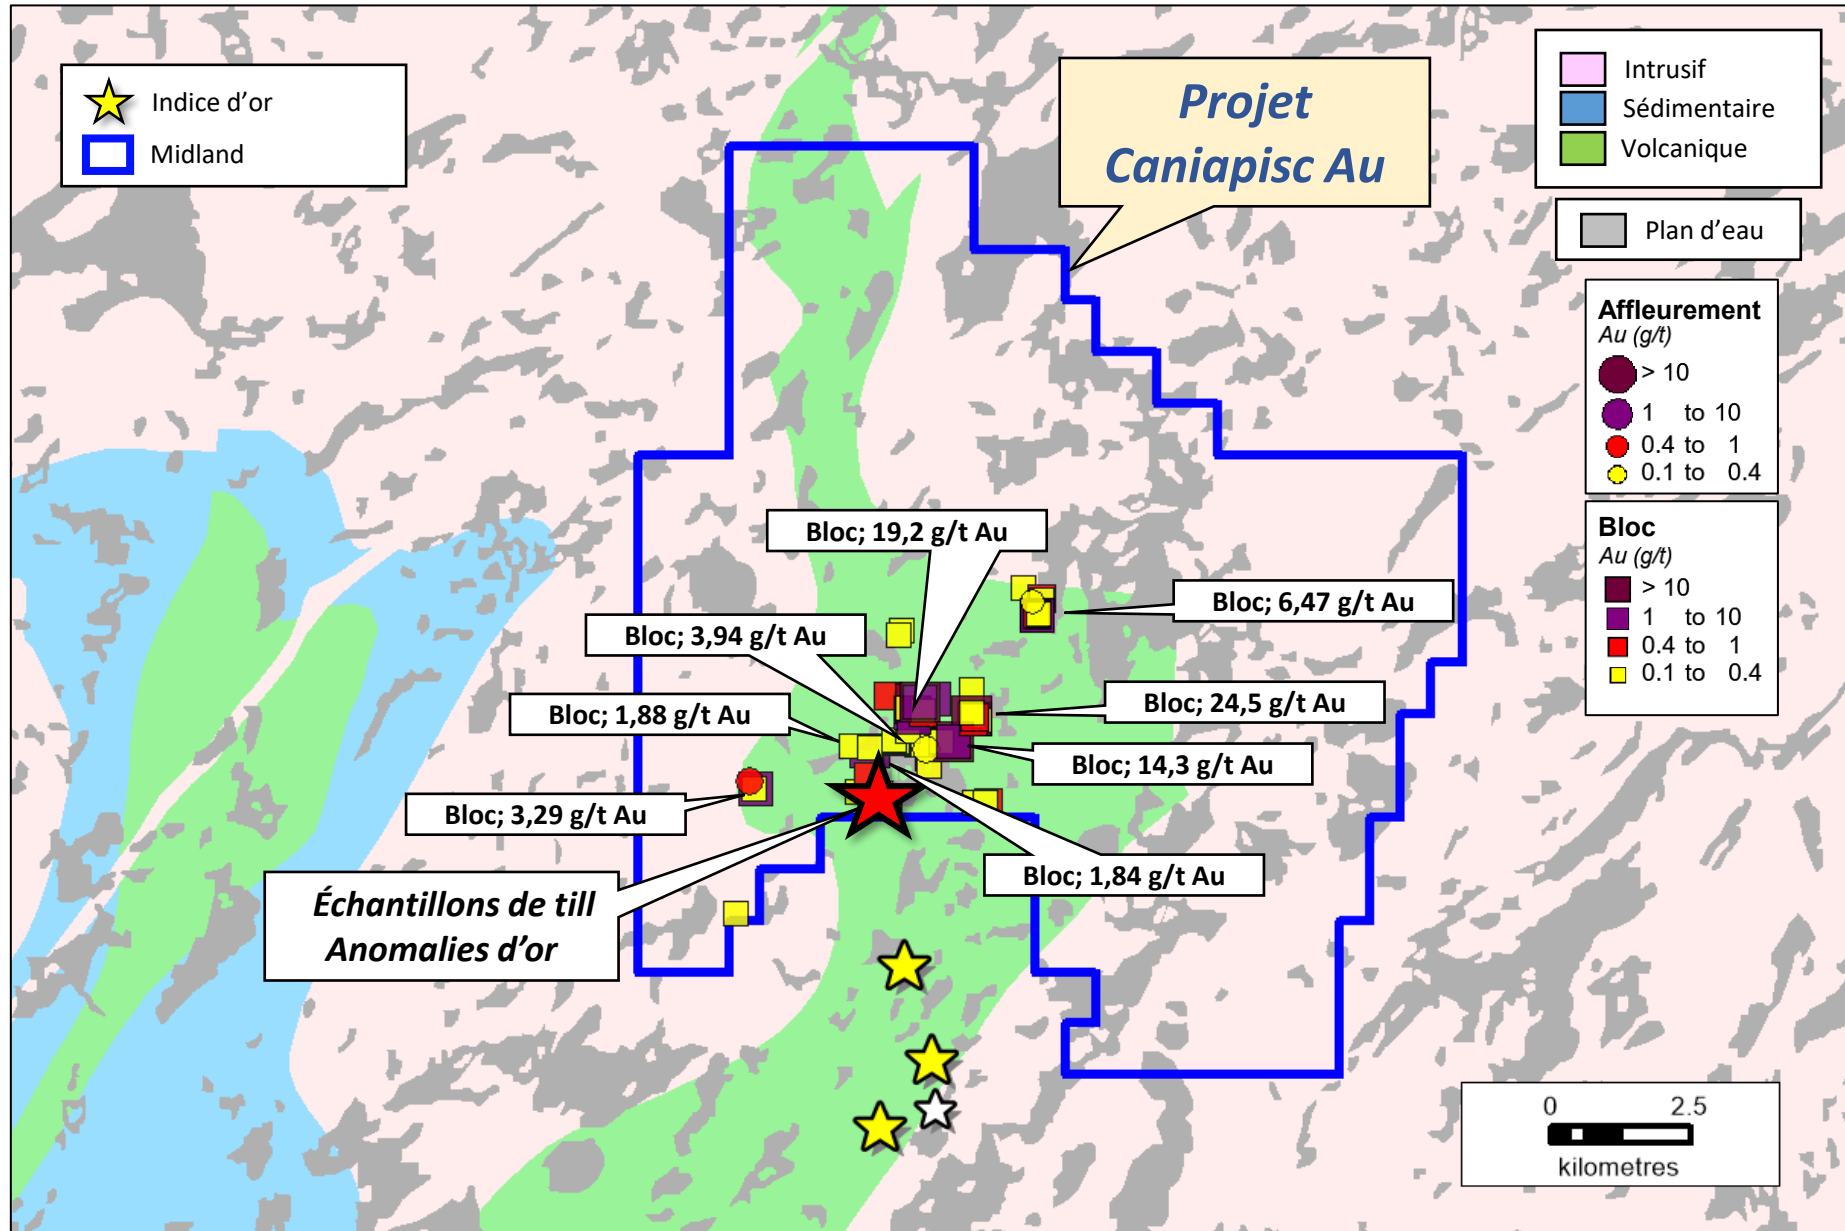 Indice d'or
Midland
Projet
Caniapisc Au
Intrusif
Sédimentaire
Volcanique
Plan d'eau
Affleurement
Au (g/t)
> 10
1 to 10
0.4 to 1
0.1 to 0.4
Bloc
Au (g/t)
> 10
1 to 10
0.4 to 1
0.1 to 0.4
Bloc; 19,2 g/t Au
Bloc; 6,47 g/t Au
Bloc; 3,94 g/t Au
Bloc; 24,5 g/t Au
Bloc; 1,88 g/t Au
Bloc; 14,3 g/t Au
Bloc; 3,29 g/t Au
Bloc; 1,84 g/t Au
Échantillons de till
Anomalies d'or
0 2.5
kilometres